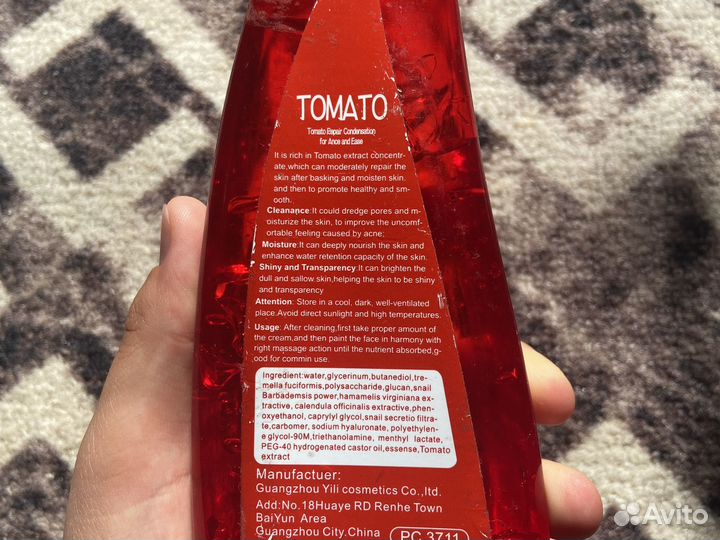 TOMATO
Tomato Repair Condensation
for Ance and Ease
It is rich in Tomato extract concentr-
ate,which can moderately repair the
skin after basking and moisten skin,
and then to promote healthy and sm-
ooth.
Cleanance:It could dredge pores and m-
oisturize the skin, to improve the uncomf-
ortable feeling caused by acne;
Moisture:It can deeply nourish the skin and
enhance water retention capacity of the skin.
Shiny and Transparency:It can brighten the
dull and sallow skin,helping the skin to be shiny
and transparency
Attention: Store in a cool, dark, well-ventilated
place.Avoid direct sunlight and high temperatures.
Usage: After cleaning,first take proper amount of
the cream,and then paint the face in harmony with
right massage action until the nutrient absorbed,g-
ood for commin use.
Ingredient:water,glycerinum,butanediol,tre-
mella fuciformis,polysaccharide,glucan,snail
Barbademsis power,hamamelis virginiana ex-
tractive, calendula officinalis extractive,phen-
oxyethanol, caprylyl glycol,snail secretio filtra-
te,carbomer, sodium hyaluronate, polyethylen-
e glycol-90M,triethanolamine, menthyl lactate,
PEG-40 hydrogenated castor oil,essense,Tomato
extract
Manufactuer:
Guangzhou Yili cosmetics Co.,ltd.
Add:No.18Huaye RD Renhe Town
BaiYun Area
Guangzhou City.China
PC 3711
Avito